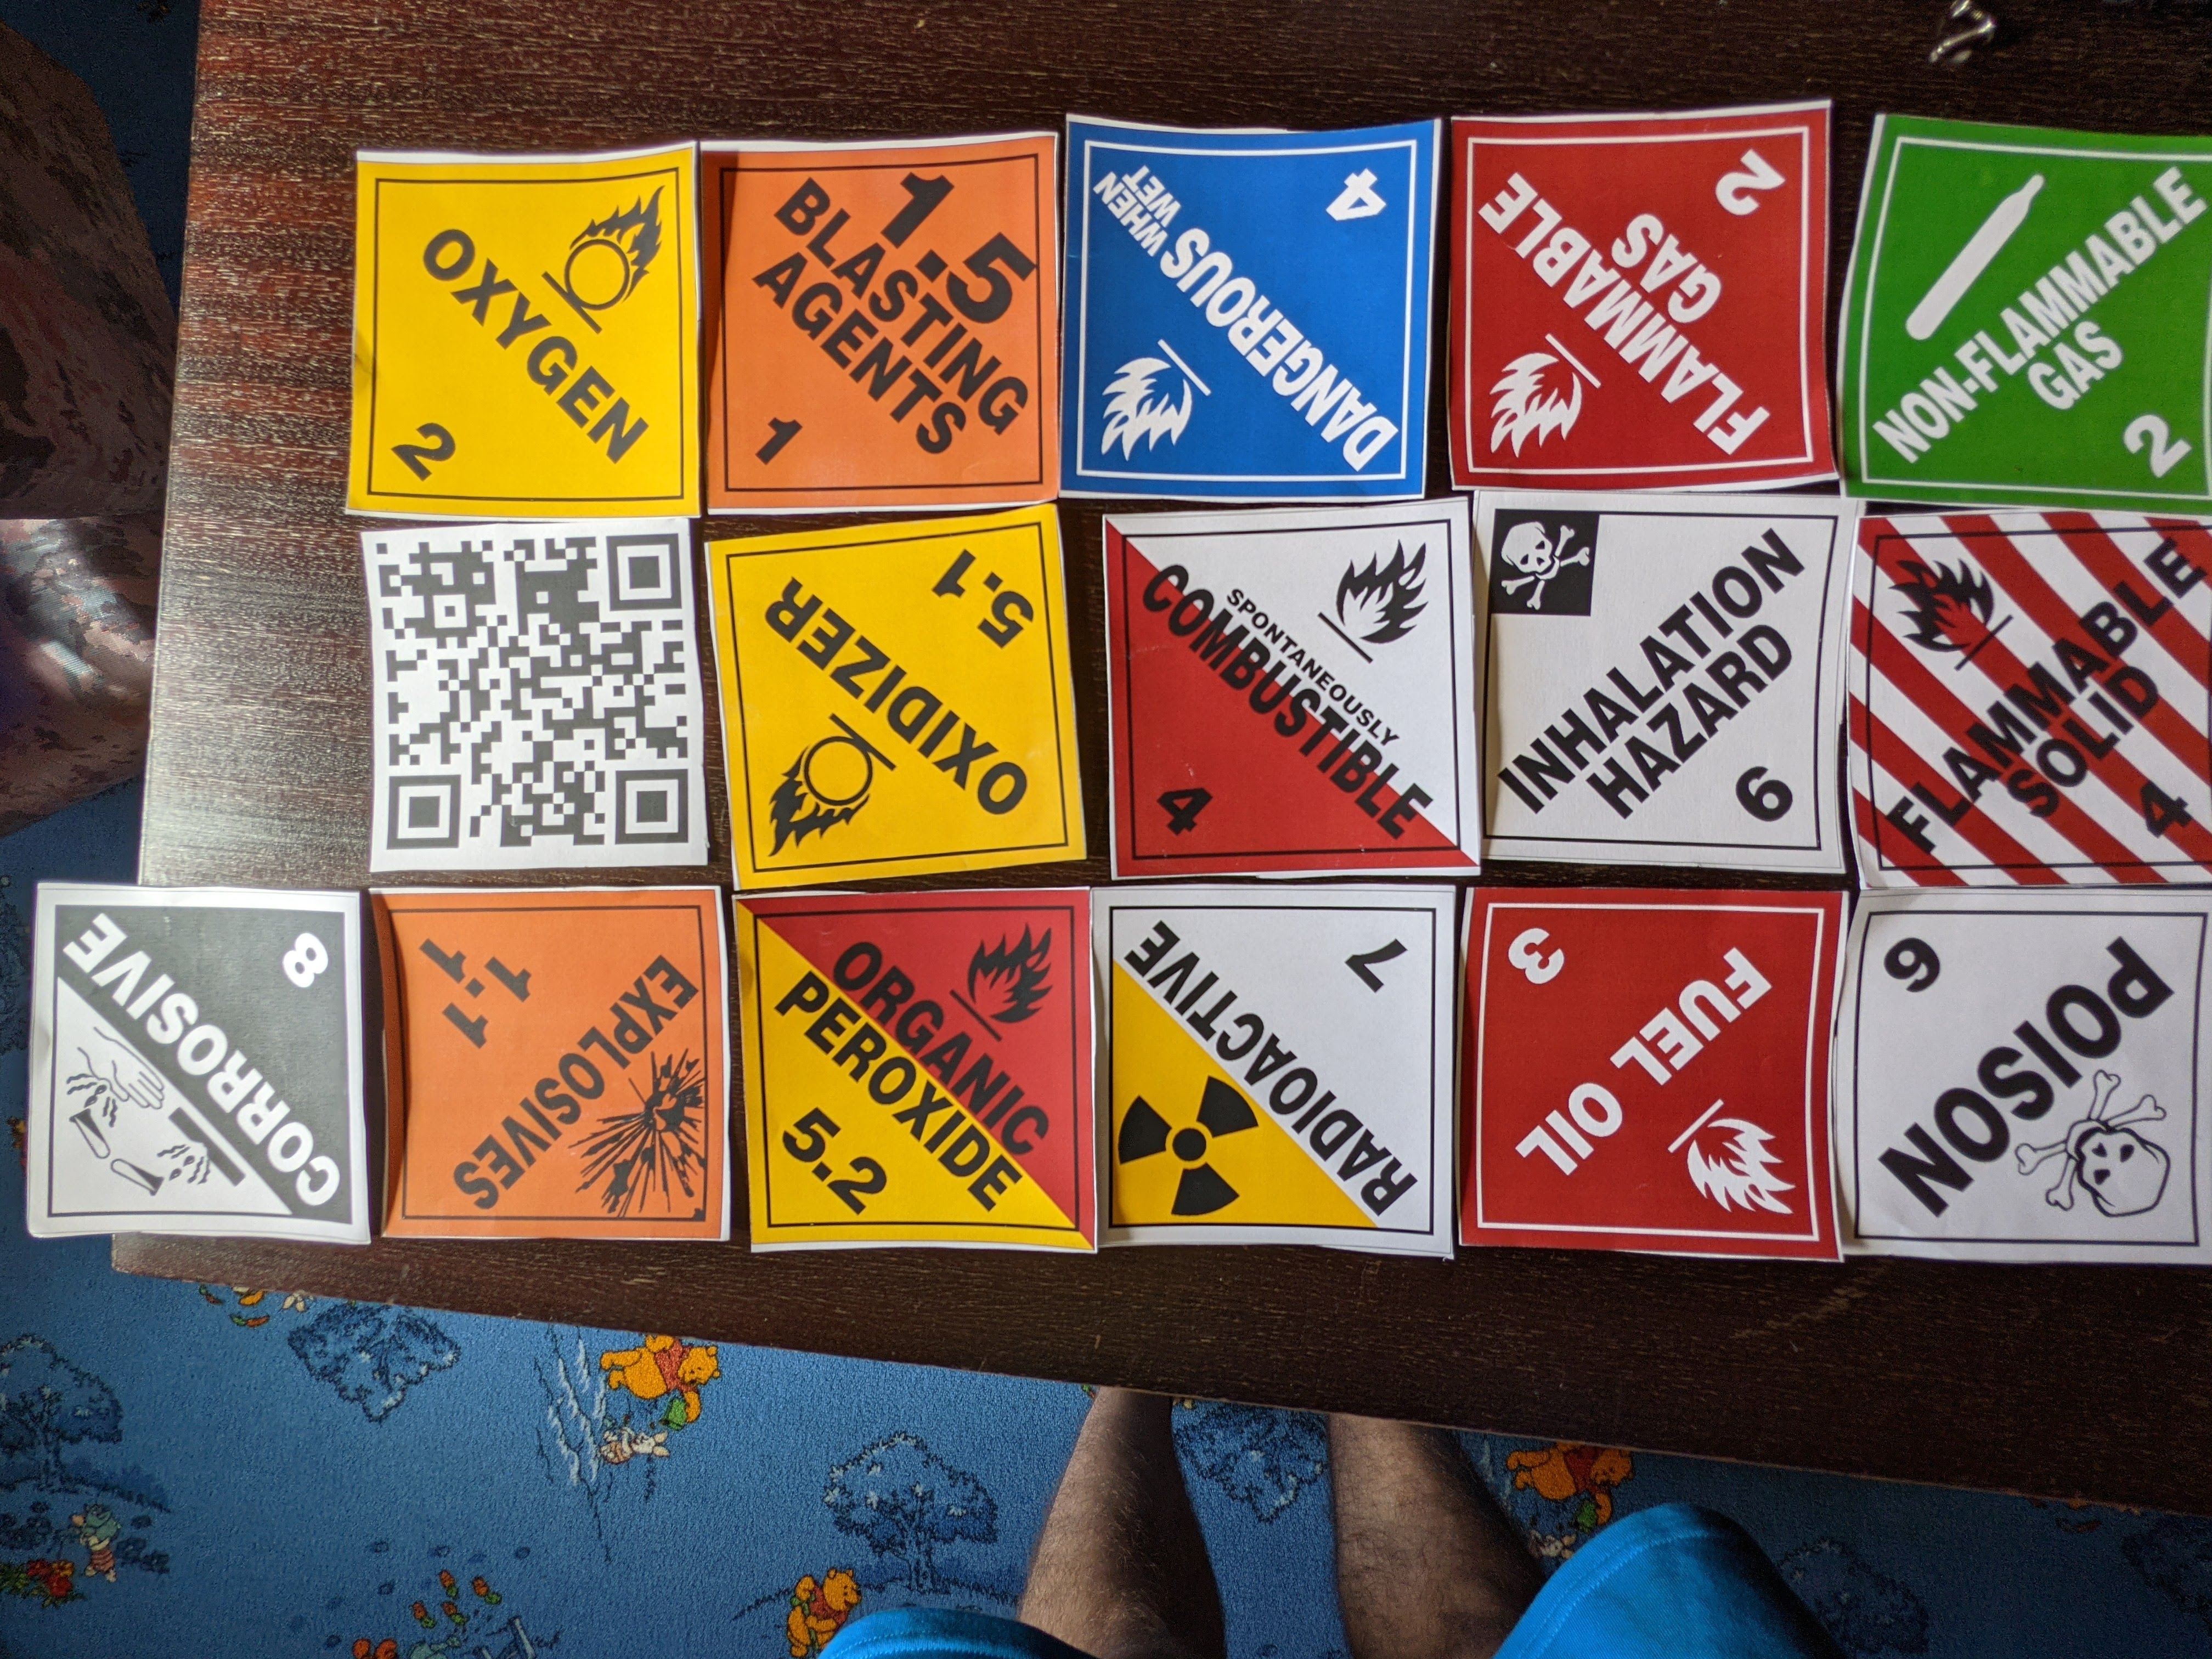 NON-FLAMMABLE
GAS
2
FLAMMABLE
SOLID
4
POISON
6
FLAMMABLE
GAS
2
INHALATION
HAZARD
6
FUEL OIL
3
DANGEROUS
WHEN
WET
4
SPONTANEOUSLY
COMBUSTIBLE
4
RADIOACTIVE
7
1.5
BLASTING
AGENTS
1
OXIDIZER
5.1
ORGANIC
PEROXIDE
5.2
OXYGEN
2
EXPLOSIVES
1.1
1
CORROSIVE
8